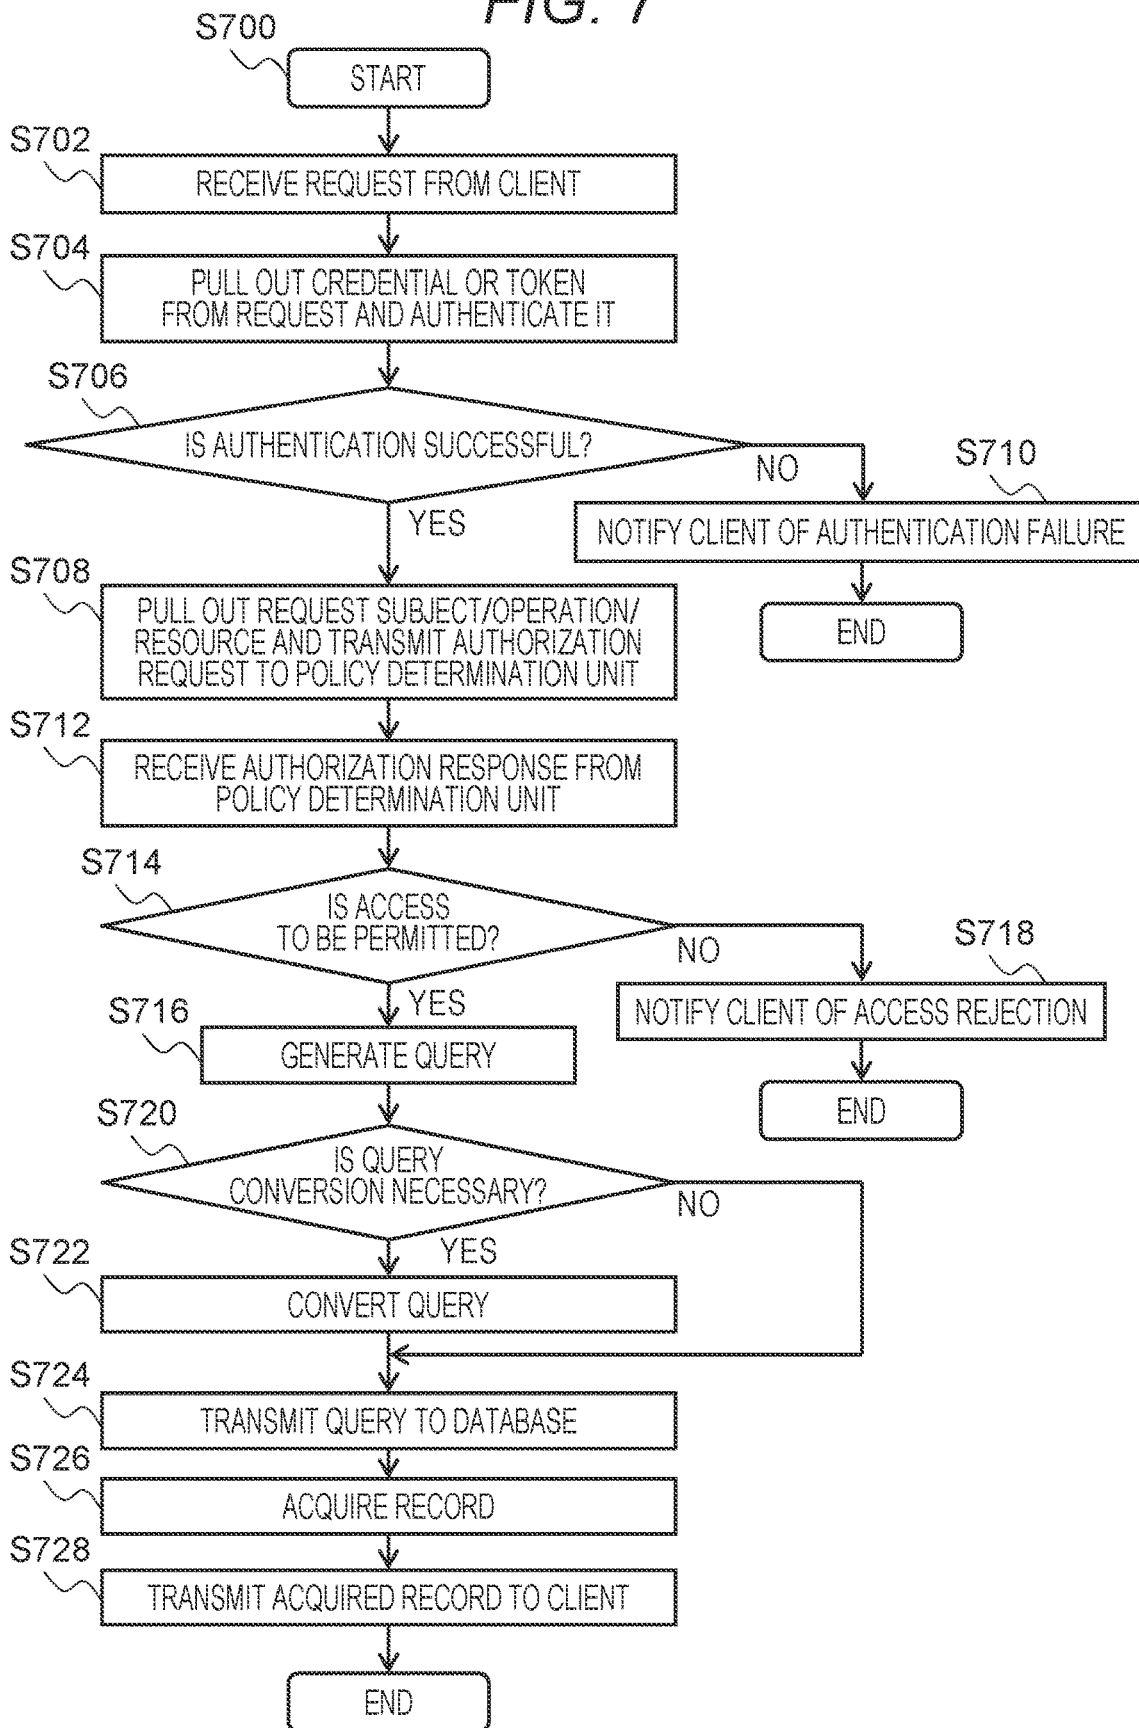 FIG. 7
S700
START
S702
RECEIVE REQUEST FROM CLIENT
S704
PULL OUT CREDENTIAL OR TOKEN
FROM REQUEST AND AUTHENTICATE IT
S706
IS AUTHENTICATION SUCCESSFUL?
NO
YES
S710
NOTIFY CLIENT OF AUTHENTICATION FAILURE
END
S708
PULL OUT REQUEST SUBJECT/OPERATION/
RESOURCE AND TRANSMIT AUTHORIZATION
REQUEST TO POLICY DETERMINATION UNIT
S712
RECEIVE AUTHORIZATION RESPONSE FROM
POLICY DETERMINATION UNIT
S714
IS ACCESS
TO BE PERMITTED?
NO
YES
S718
NOTIFY CLIENT OF ACCESS REJECTION
END
S716
GENERATE QUERY
S720
IS QUERY
CONVERSION NECESSARY?
NO
YES
S722
CONVERT QUERY
S724
TRANSMIT QUERY TO DATABASE
S726
ACQUIRE RECORD
S728
TRANSMIT ACQUIRED RECORD TO CLIENT
END